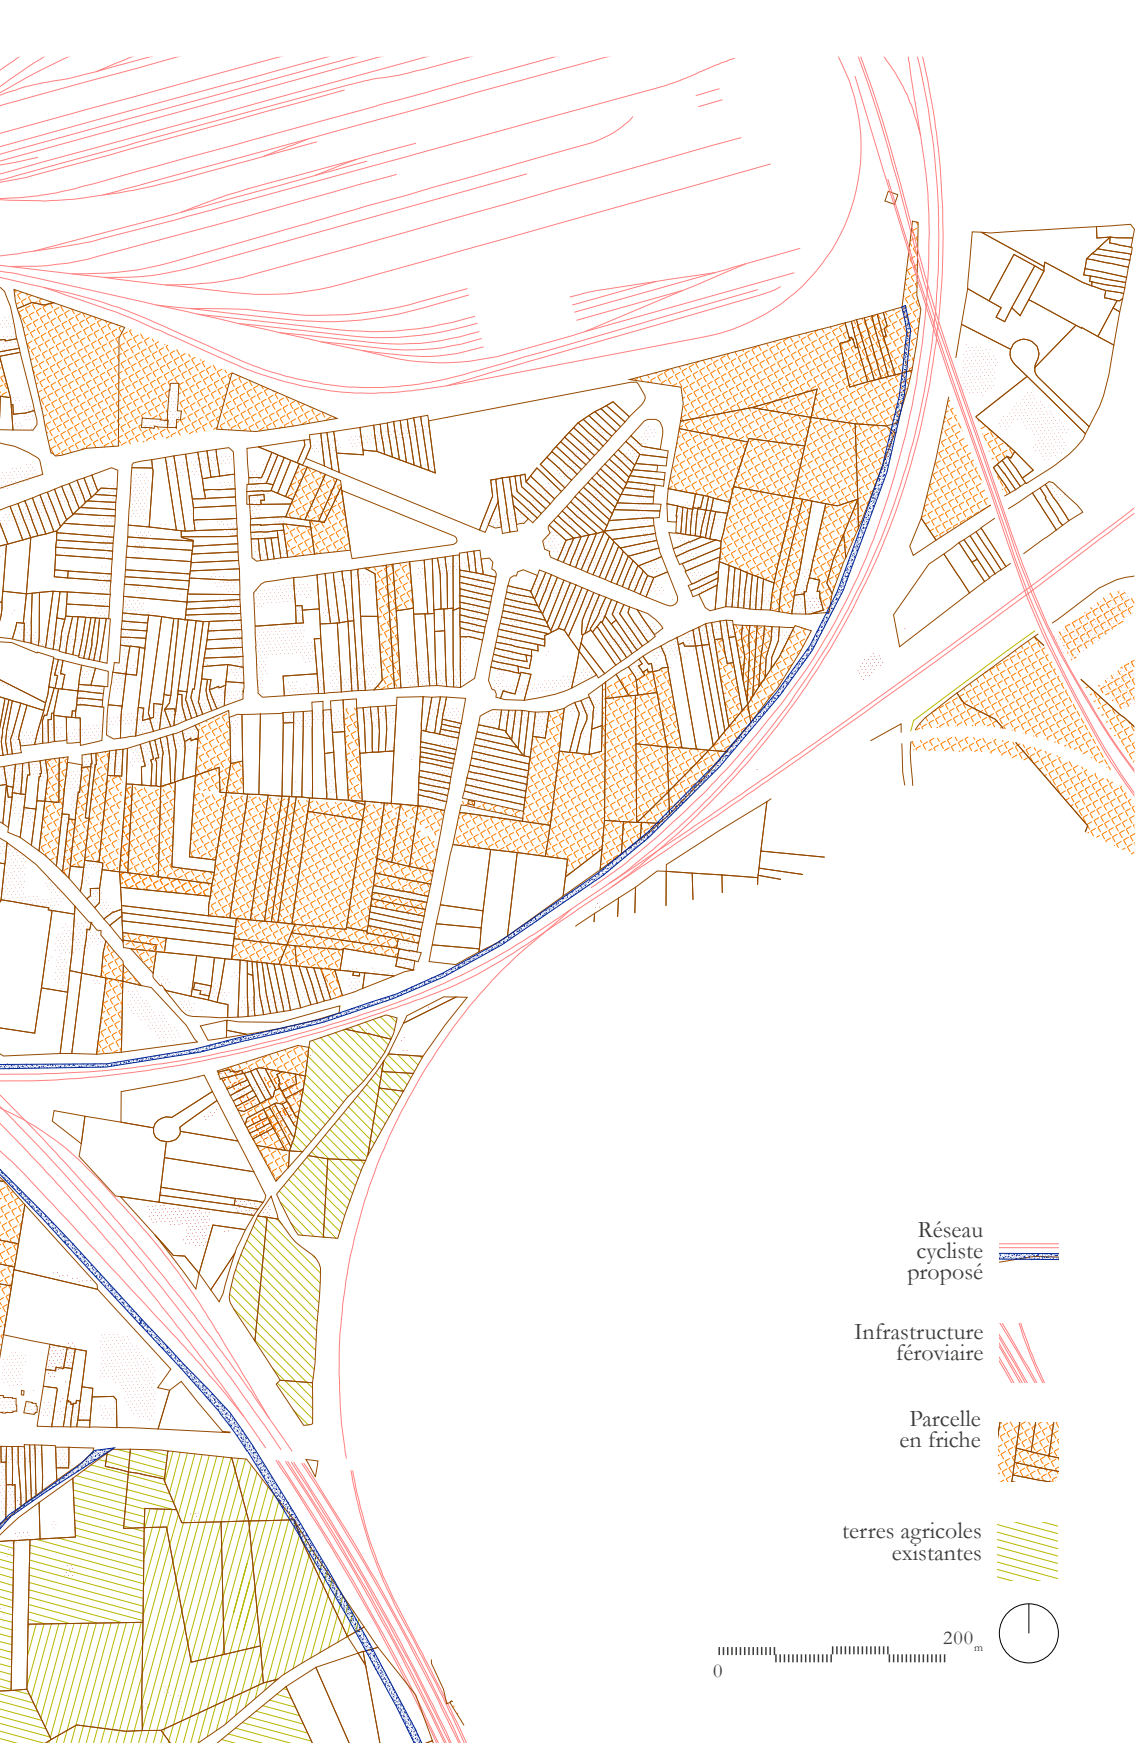 Réseau
cycliste
proposé
Infrastructure
féroviaire
Parcelle
en friche
terres agricoles
existantes
200 m
0